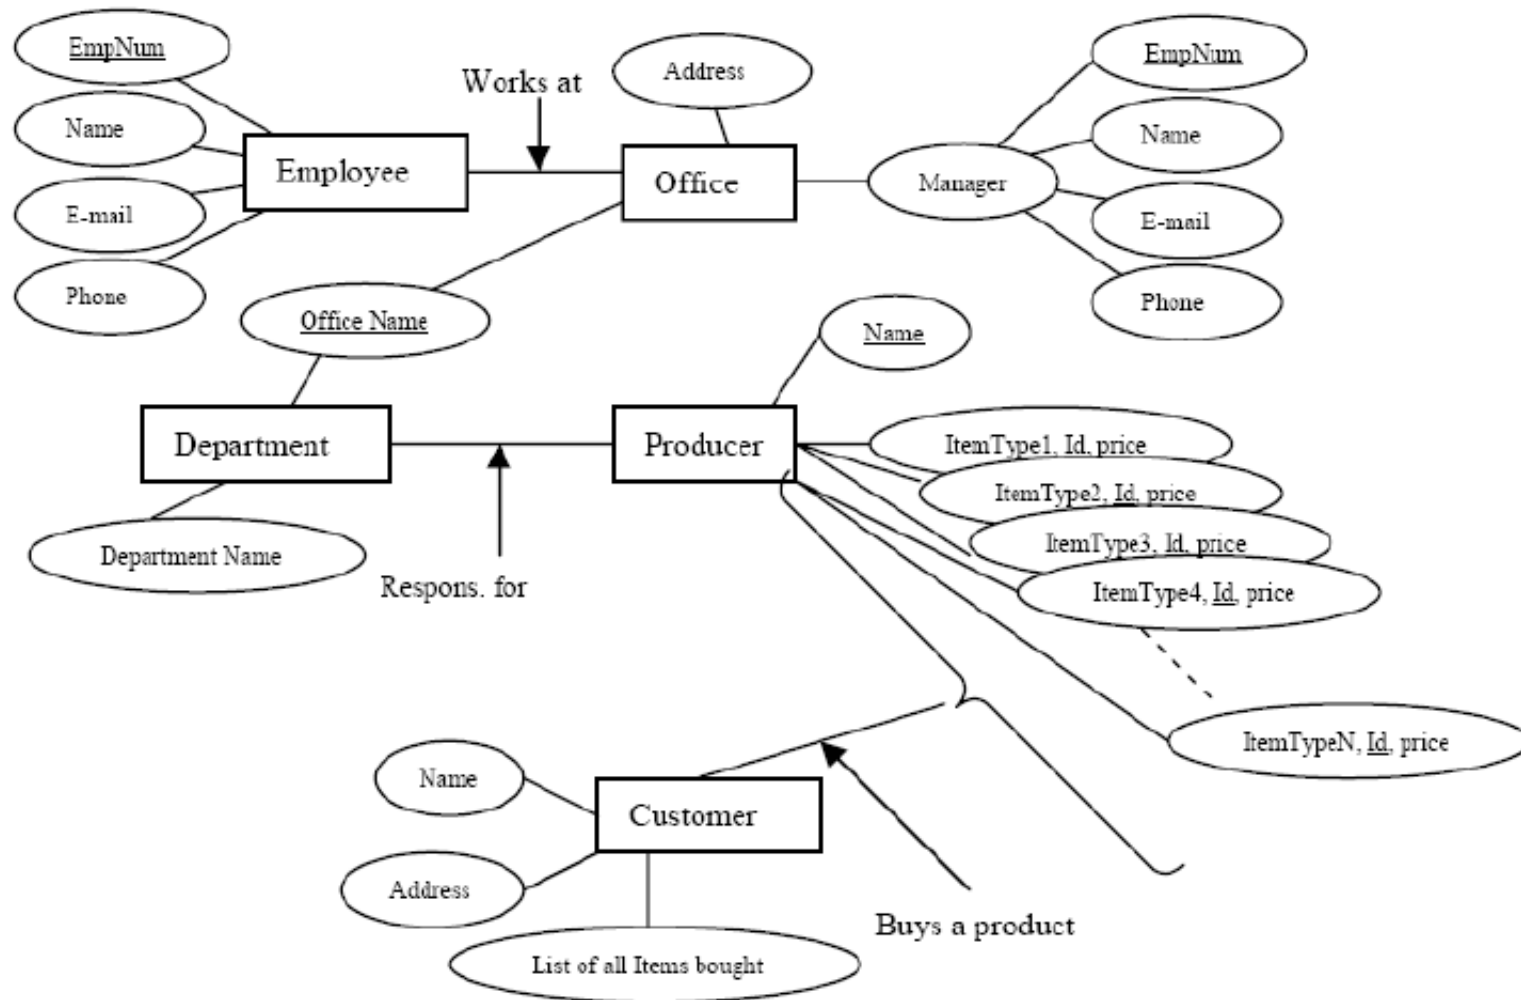 EmpNum
Name
E-mail
Phone
Employee
Works at
Address
Office
Manager
EmpNum
Name
E-mail
Phone
Office Name
Name
Department
Producer
Department Name
Respons. for
ItemType1, Id, price
ItemType2, Id, price
ItemType3, Id, price
ItemType4, Id, price
ItemTypeN, Id, price
Name
Customer
Address
Buys a product
List of all Items bought